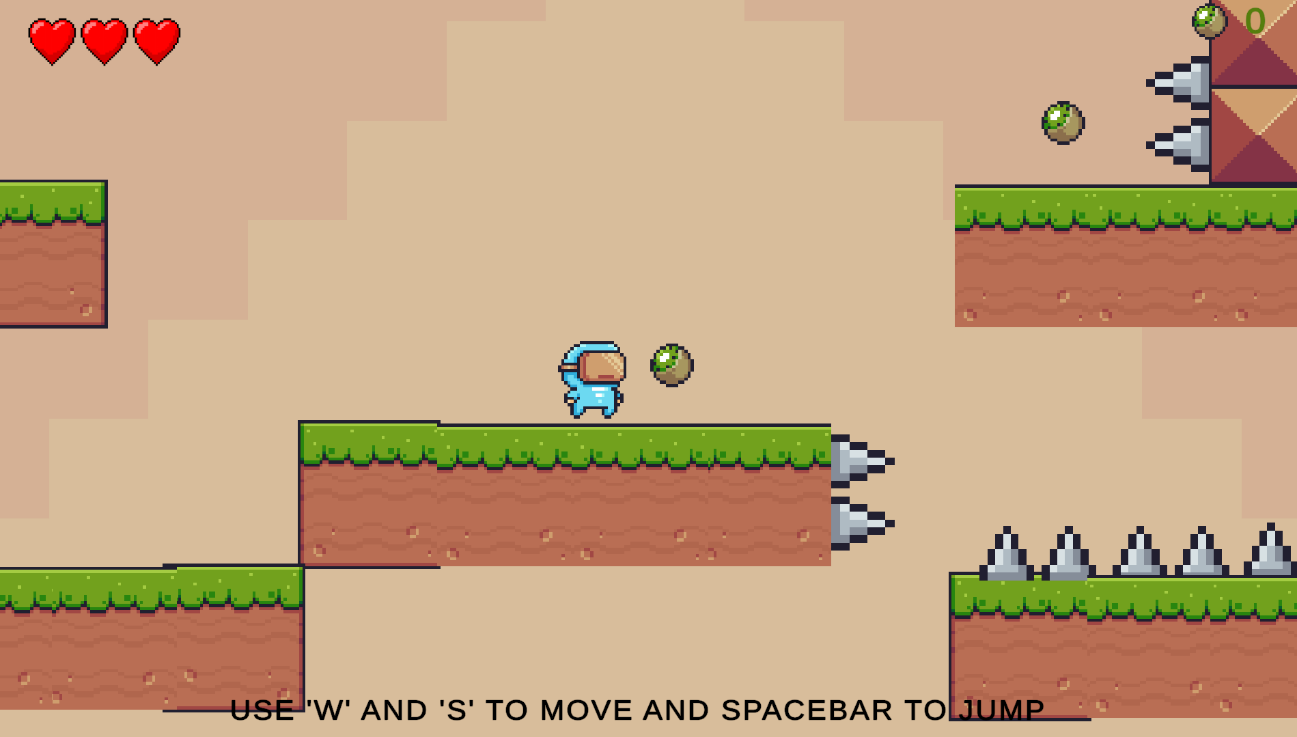 0
USE 'W' AND 'S' TO MOVE AND SPACEBAR TO JUMP